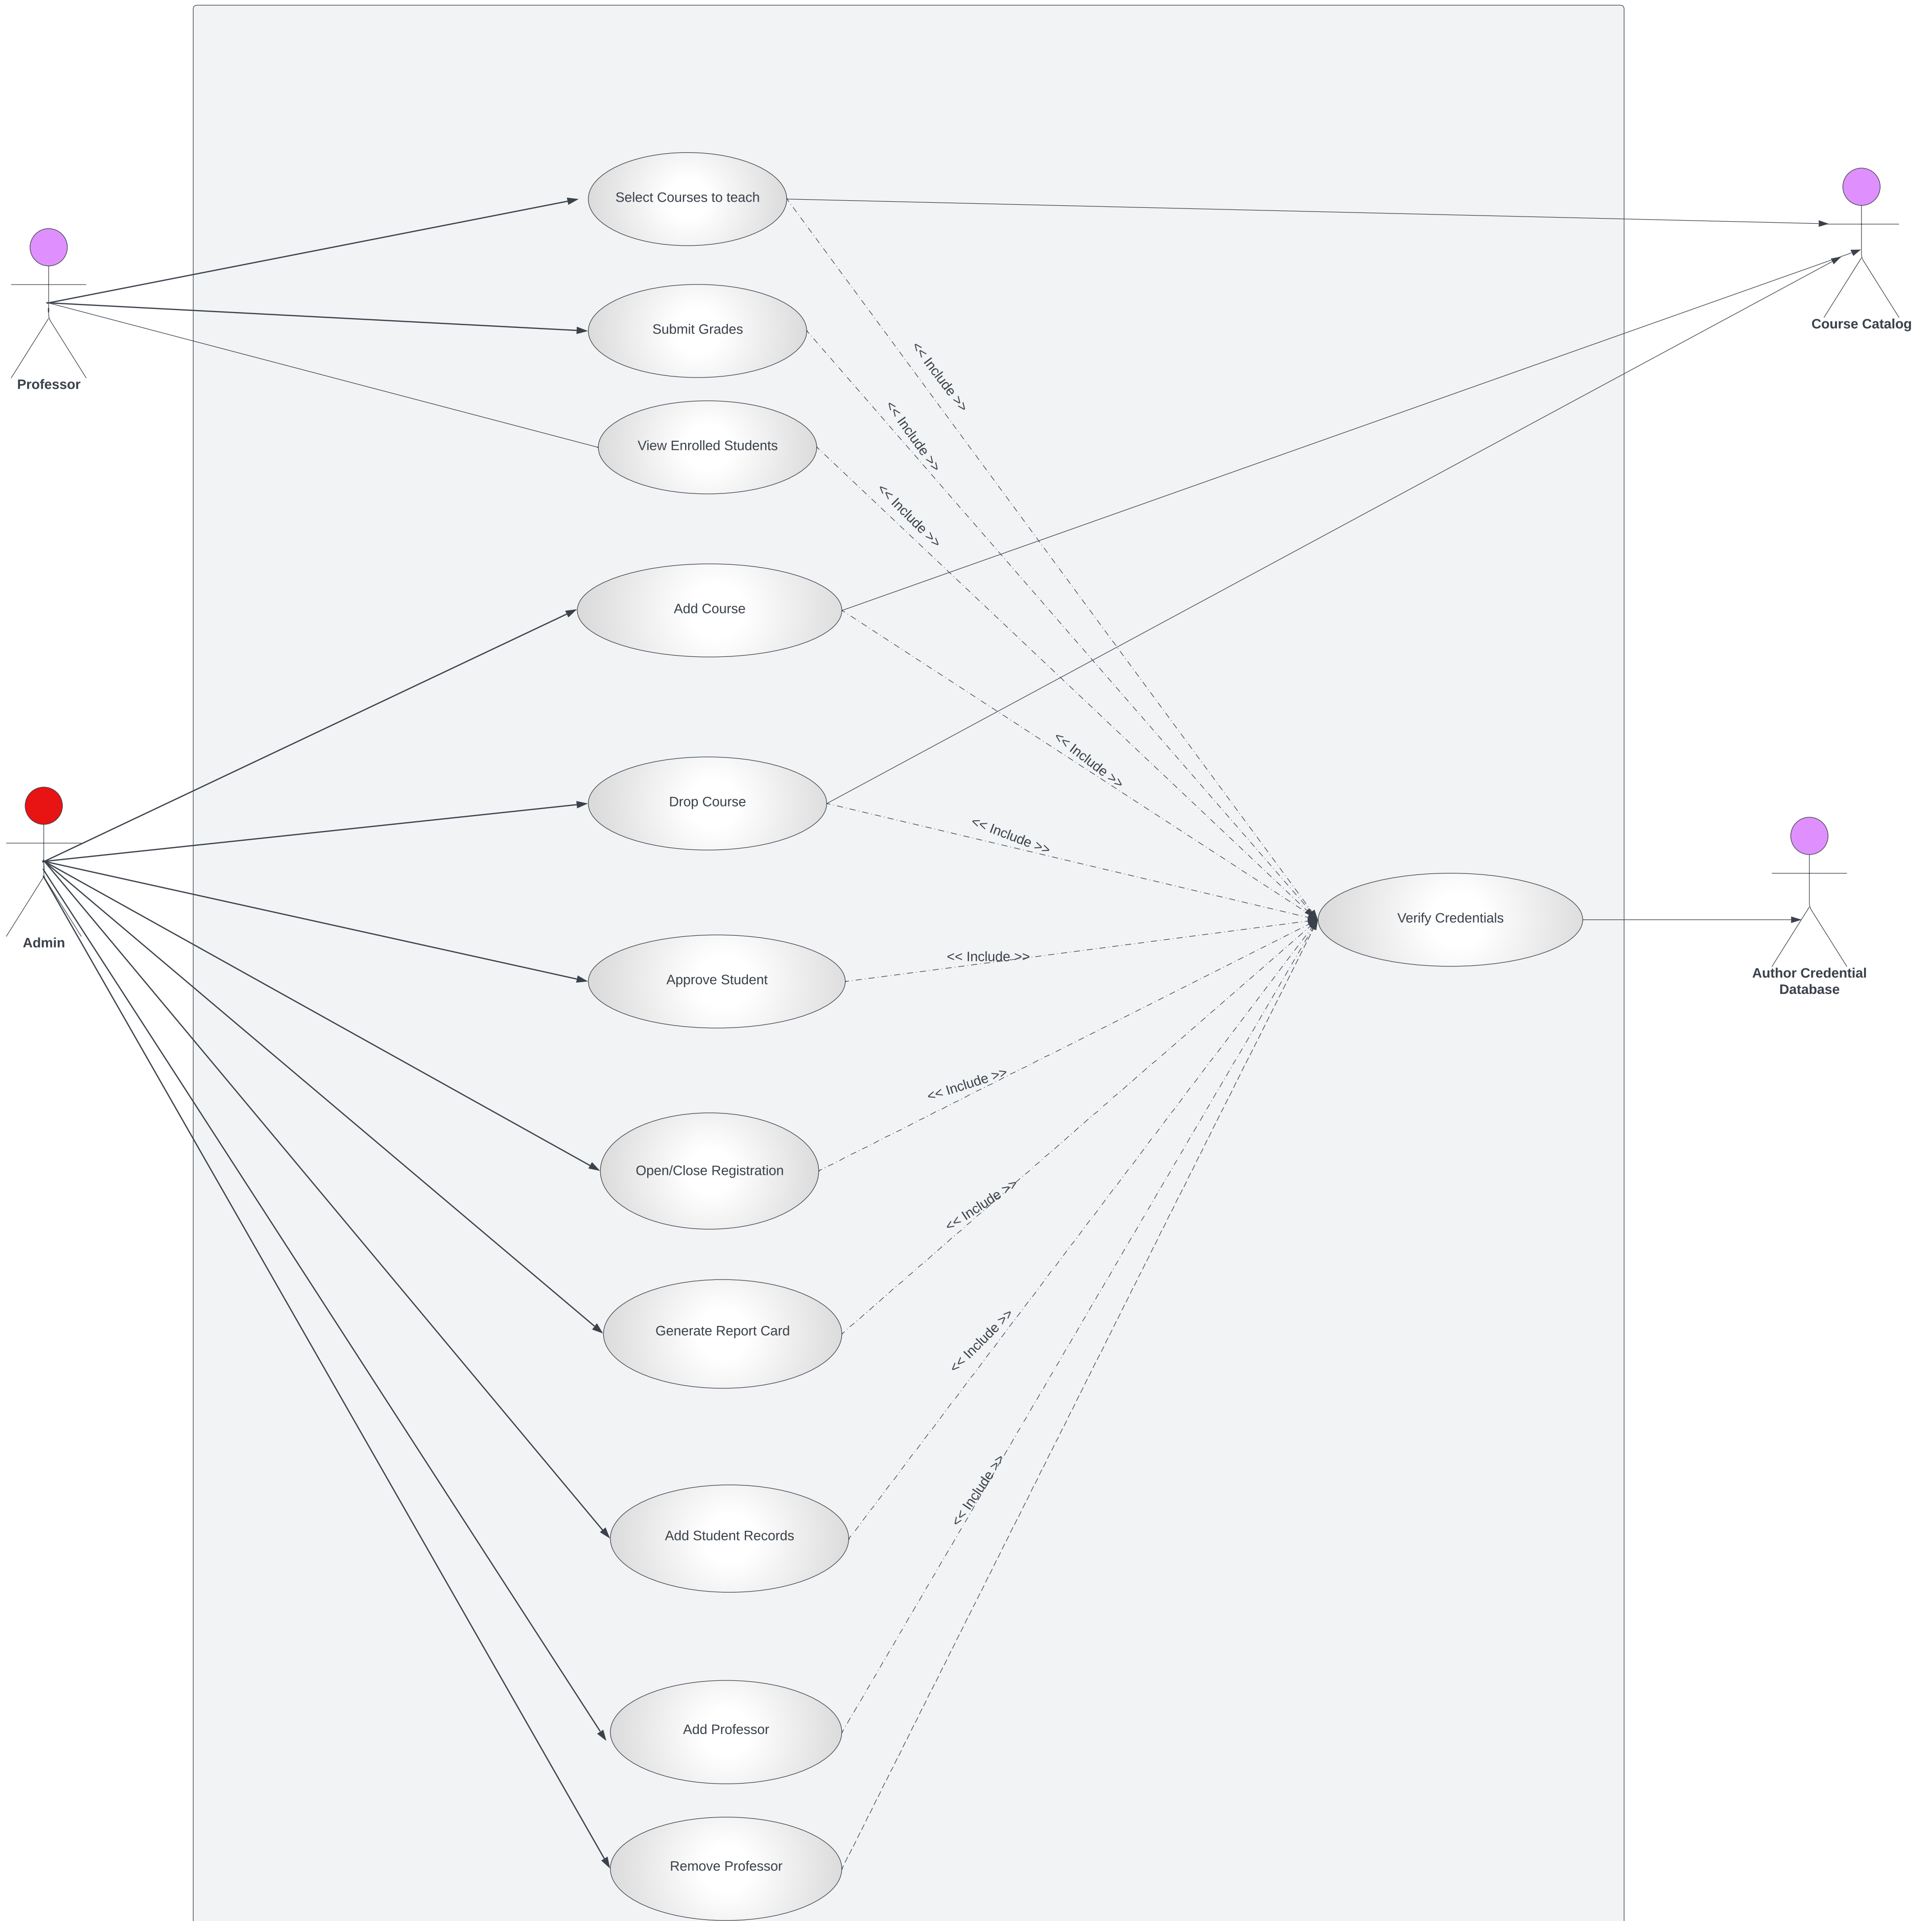 Select Courses to teach
Submit Grades
View Enrolled Students
Add Course
Drop Course
Approve Student
Open/Close Registration
Generate Report Card
Add Student Records
Add Professor
Remove Professor
Verify Credentials
Professor
Admin
Course Catalog
Author Credential
Database
<< Include >>
<< Include >>
<< Include >>
<< Include >>
<< Include >>
<< Include >>
<< Include >>
<< Include >>
<< Include >>
<< Include >>